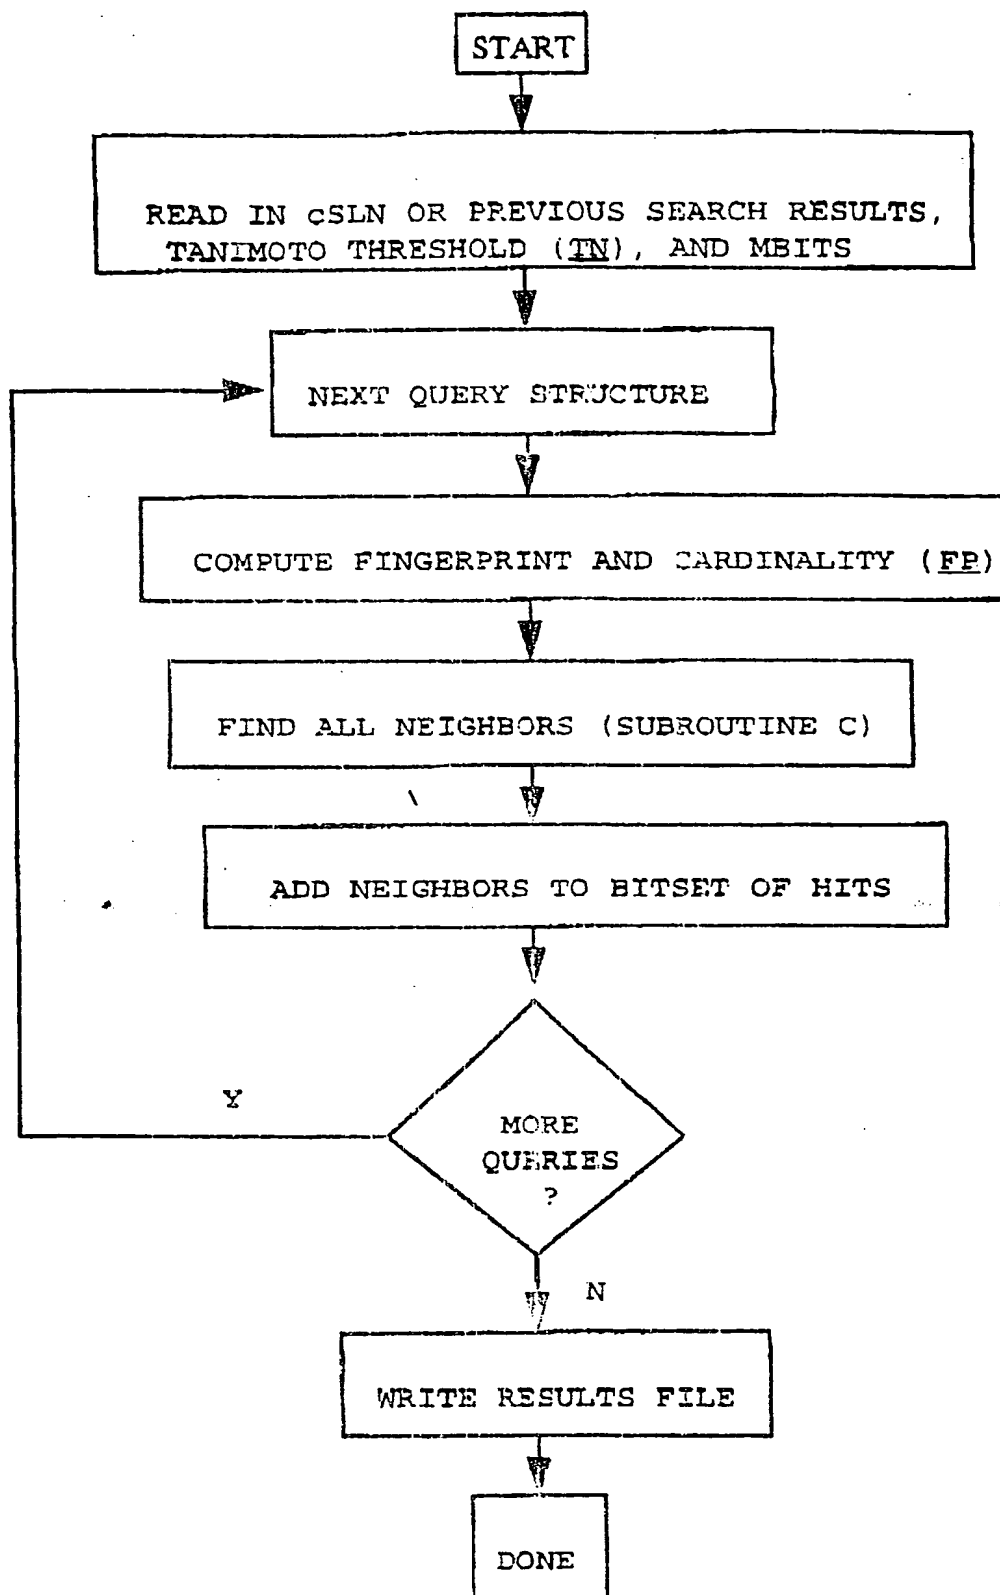 START
READ IN cSLN OR PREVIOUS SEARCH RESULTS,
TANIMOTO THRESHOLD (TN), AND MBITS
NEXT QUERY STRUCTURE
COMPUTE FINGERPRINT AND CARDINALITY (FP)
FIND ALL NEIGHBORS (SUBROUTINE C)
ADD NEIGHBORS TO BITSET OF HITS
Y
MORE
QUERIES
?
N
WRITE RESULTS FILE
DONE